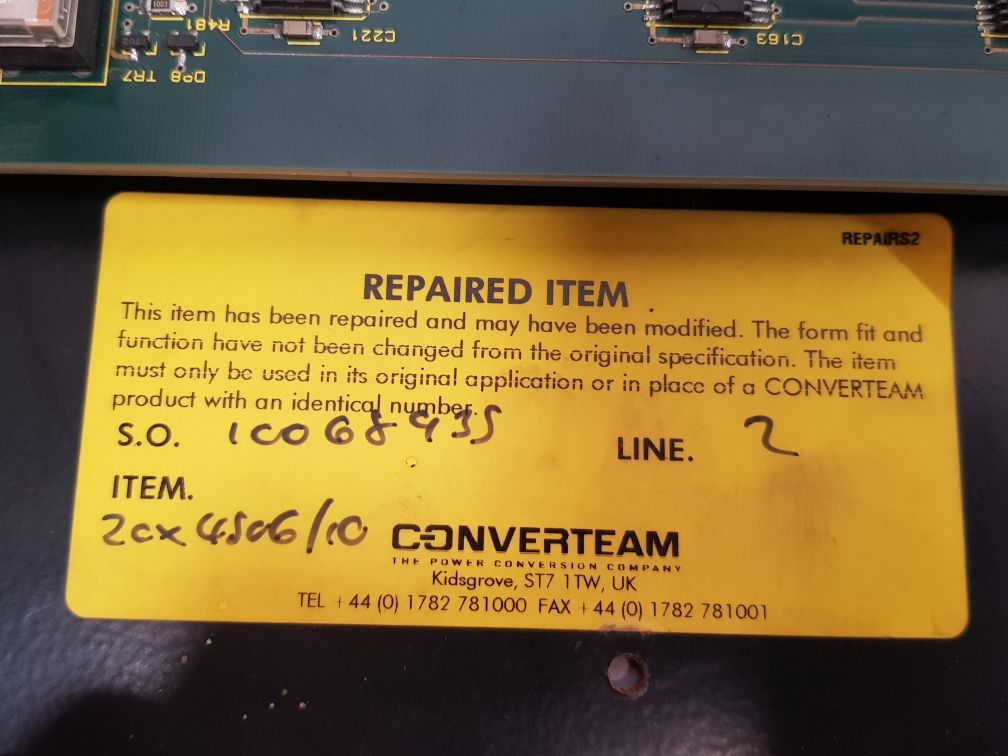 1003
R481
C221
C163
TR7
D98
REPAIRS2
REPAIRED ITEM
This item has been repaired and may have been modified. The form fit and
function have not been changed from the original specification. The item
must only be used in its original application or in place of a CONVERTEAM
product with an identical number.
S.O. 10068935 LINE. 2
ITEM.
20X4506/10
CONVERTEAM
THE POWER CONVERSION COMPANY
Kidsgrove, ST7 1TW, UK
TEL +44 (0) 1782 781000 FAX +44 (0) 1782 781001